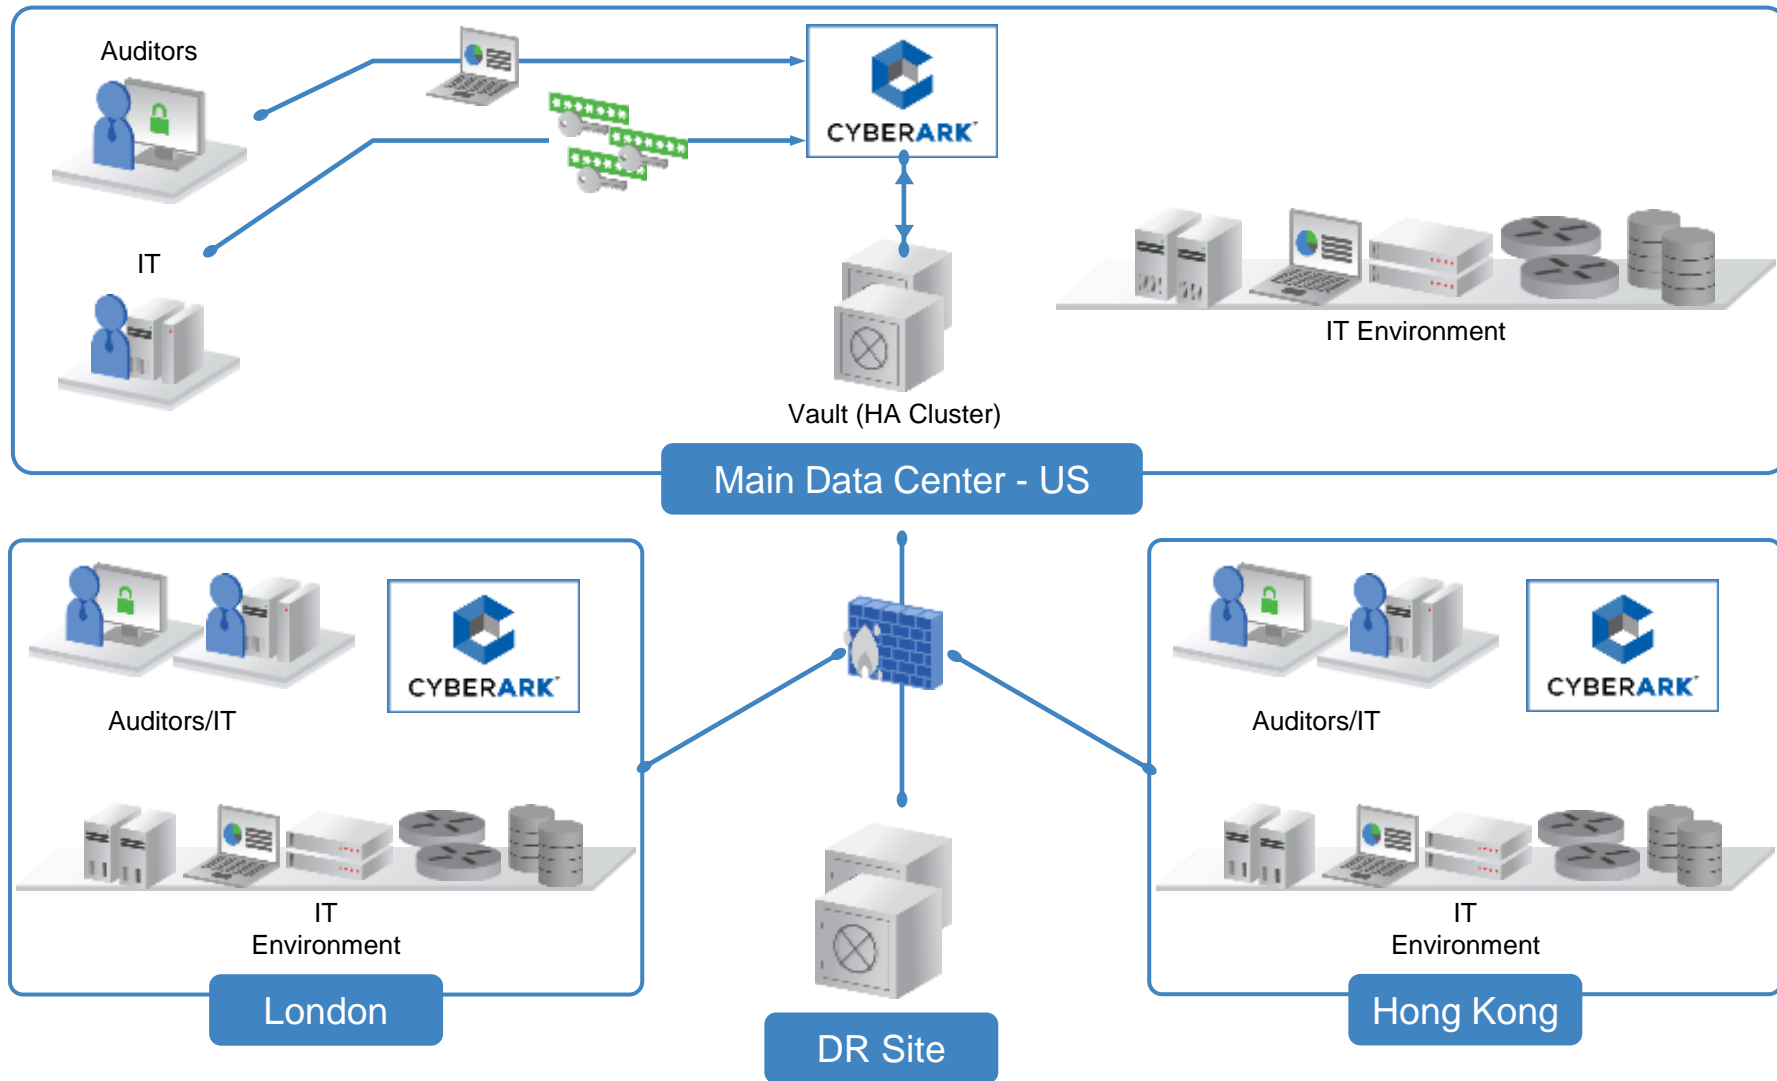 Auditors
CYBERARK
IT
IT Environment
Vault (HA Cluster)
Main Data Center - US
CYBERARK
Auditors/IT
IT
Environment
London
DR Site
CYBERARK
Auditors/IT
IT
Environment
Hong Kong